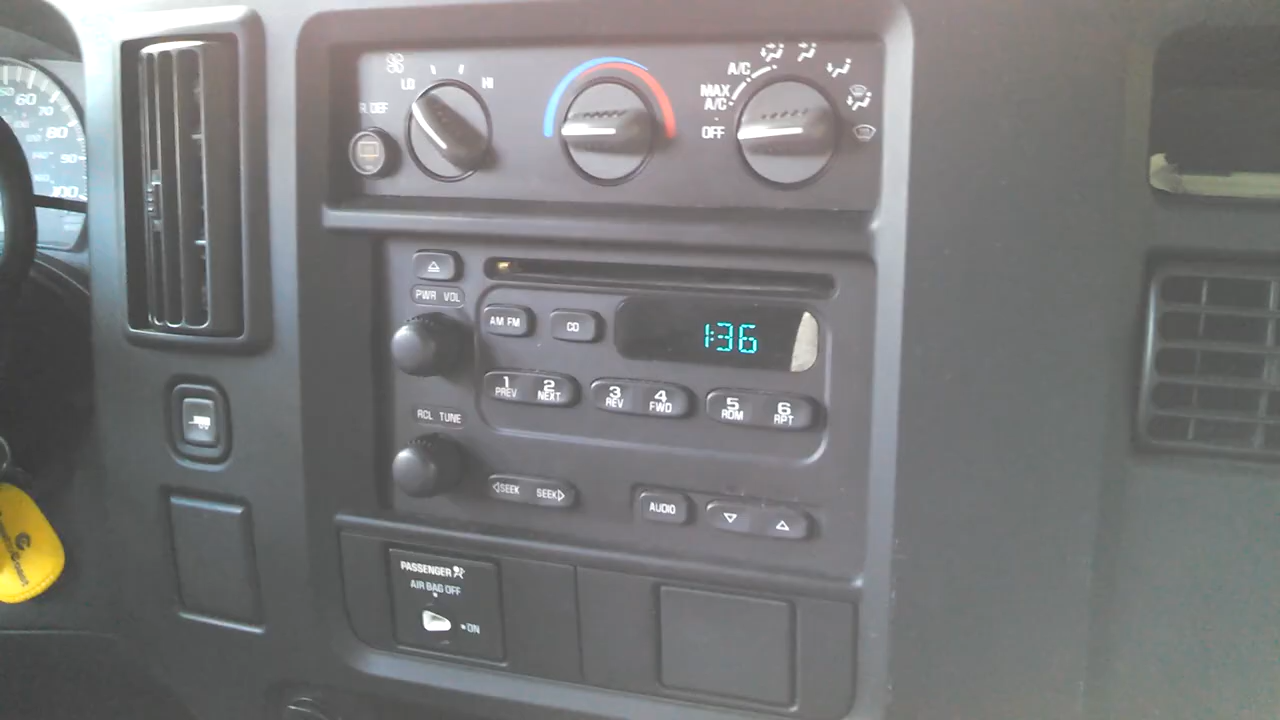 60
70
80
90
100
LO
HI
R. DEF
A/C
MAX
A/C
OFF
PWR VOL
AM FM
CD
1:36
1
PREV
2
NEXT
3
REV
4
FWD
5
RDM
6
RPT
RCL TUNE
SEEK
SEEK
AUDIO
PASSENGER
AIR BAG OFF
ON